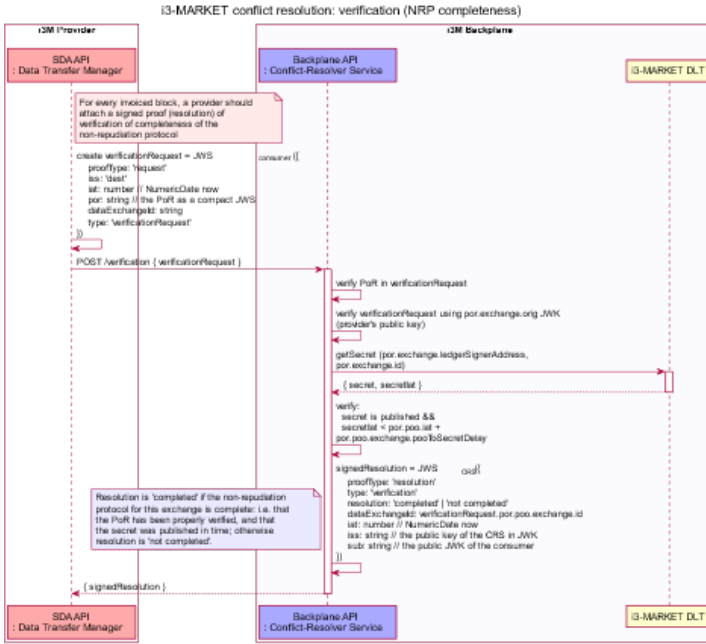 i3-MARKET conflict resolution: verification (NRP completeness)
i3M Provider
i3M Backplane
SDA API
: Data Transfer Manager
Backplane API
: Conflict-Resolver Service
i3-MARKET DLT
For every invoiced block, a provider should
attach a signed proof (resolution) of
verification of completeness of the
non-repudiation protocol
create verificationRequest = JWS consumer ({
proofType: 'request'
iss: 'dest'
iat: number // NumericDate now
por: string // the PoR as a compact JWS
dataExchangeId: string
type: 'verificationRequest'
})
POST /verification { verificationRequest }
verify PoR in verificationRequest
verify verificationRequest using por.exchange.orig JWK
(provider's public key)
getSecret (por.exchange.ledgerSignerAddress,
por.exchange.id)
{ secret, secretIat }
verify:
secret is published &&
secretIat < por.poo.iat +
por.poo.exchange.pooToSecretDelay
signedResolution = JWS CRS({
proofType: 'resolution'
type: 'verification'
resolution: 'completed' | 'not completed'
dataExchangeId: verificationRequest.por.poo.exchange.id
iat: number // NumericDate now
iss: string // the public key of the CRS in JWK
sub: string // the public JWK of the consumer
})
Resolution is 'completed' if the non-repudiation
protocol for this exchange is complete: i.e. that
the PoR has been properly verified, and that
the secret was published in time; otherwise
resolution is 'not completed'.
{ signedResolution }
SDA API
: Data Transfer Manager
Backplane API
: Conflict-Resolver Service
i3-MARKET DLT